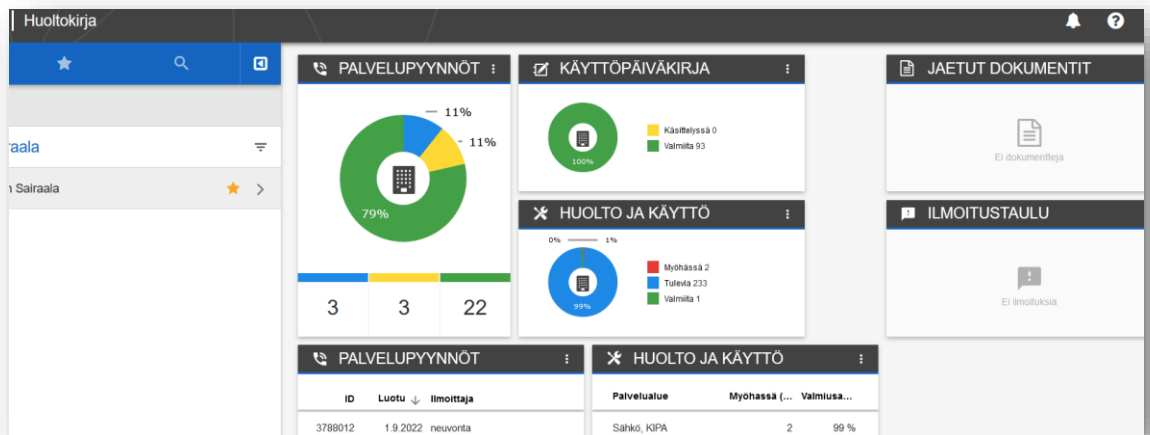 Huoltokirja
raala
Sairaala
PALVELUPYYNNÖT
11%
11%
79%
3 3 22
KÄYTTÖPÄIVÄKIRJA
100%
Käsittelyssä 0
Valmiita 93
HUOLTO JA KÄYTTÖ
0% 1%
99%
Myöhässä 2
Tulevia 233
Valmiita 1
JAETUT DOKUMENTIT
Ei dokumentteja
ILMOITUSTAULU
Ei ilmoituksia
PALVELUPYYNNÖT
ID Luotu Ilmoittaja
3788012 1.9.2022 neuvonta
HUOLTO JA KÄYTTÖ
Palvelualue Myöhässä (... Valmiusa...
Sähkö, KIPA 2 99 %